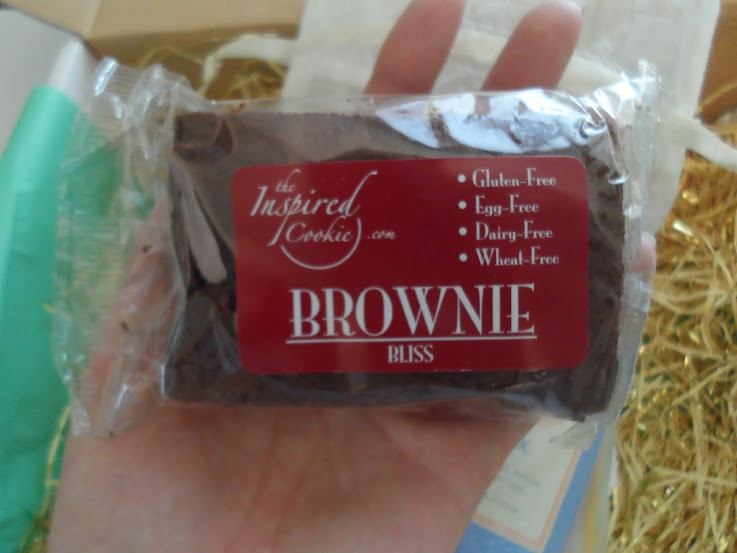 the
Inspired
Cookie .com
• Gluten-Free
• Egg-Free
• Dairy-Free
• Wheat-Free
BROWNIE
BLISS